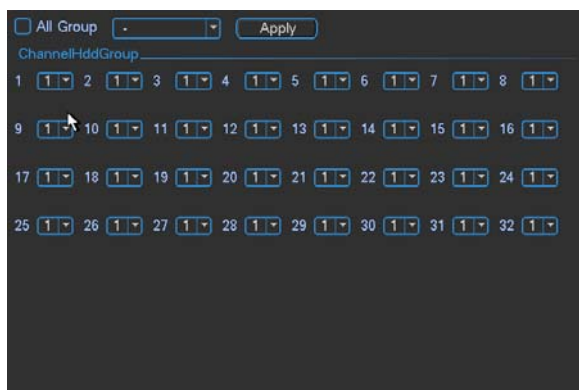 All Group - Apply
ChannelHddGroup
1 1 2 1 3 1 4 1 5 1 6 1 7 1 8 1
9 1 10 1 11 1 12 1 13 1 14 1 15 1 16 1
17 1 18 1 19 1 20 1 21 1 22 1 23 1 24 1
25 1 26 1 27 1 28 1 29 1 30 1 31 1 32 1